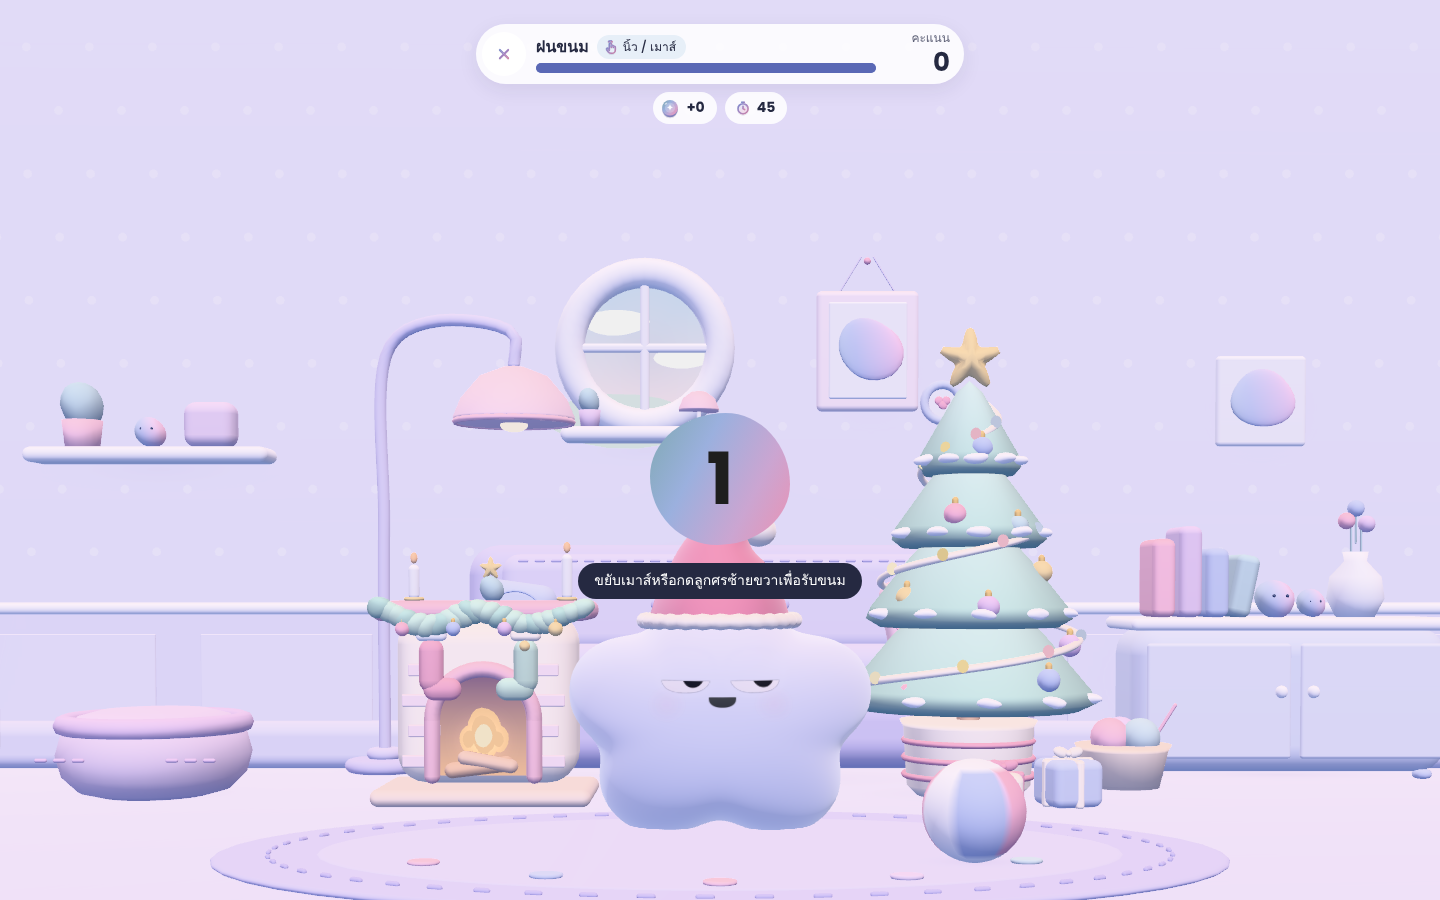 ฝนขนม
นิ้ว / เมาส์
คะแนน
0
+0
45
1
ขยับเมาส์หรือกดลูกศรซ้ายขวาเพื่อรับขนม